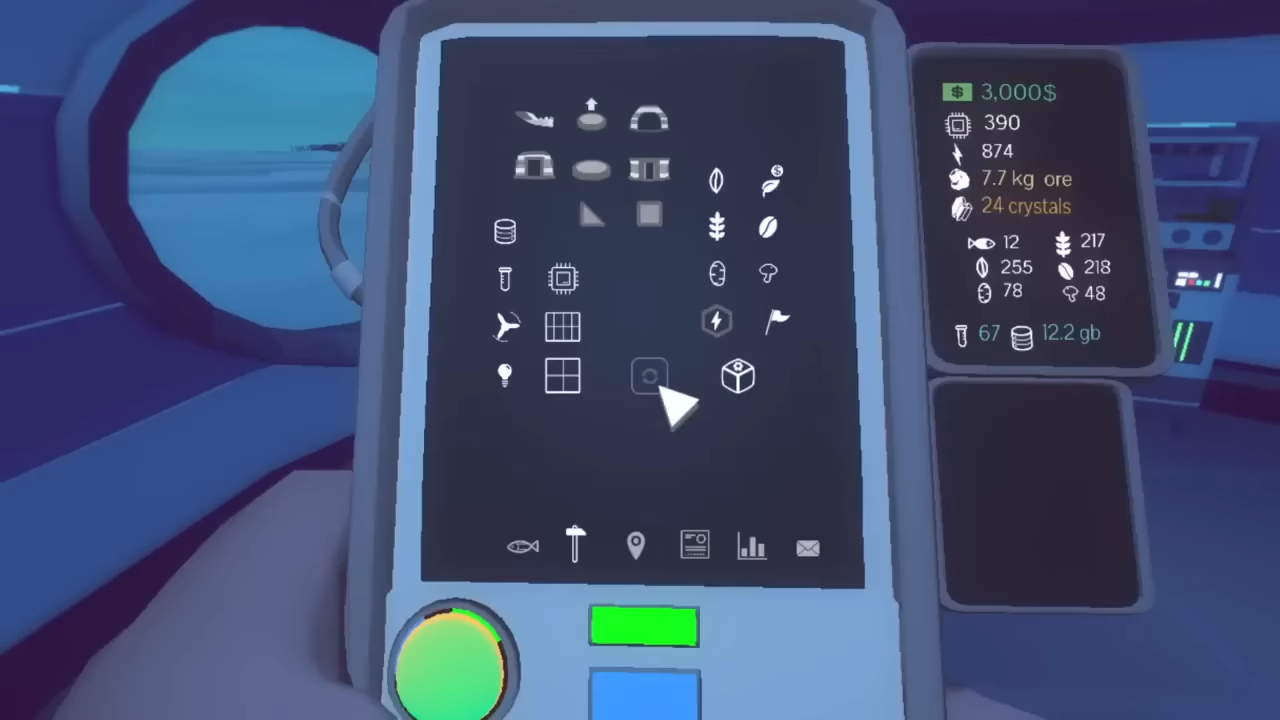 $
3,000$
390
874
7.7 kg ore
24 crystals
12 217
255 218
78 48
67 12.2 gb
$